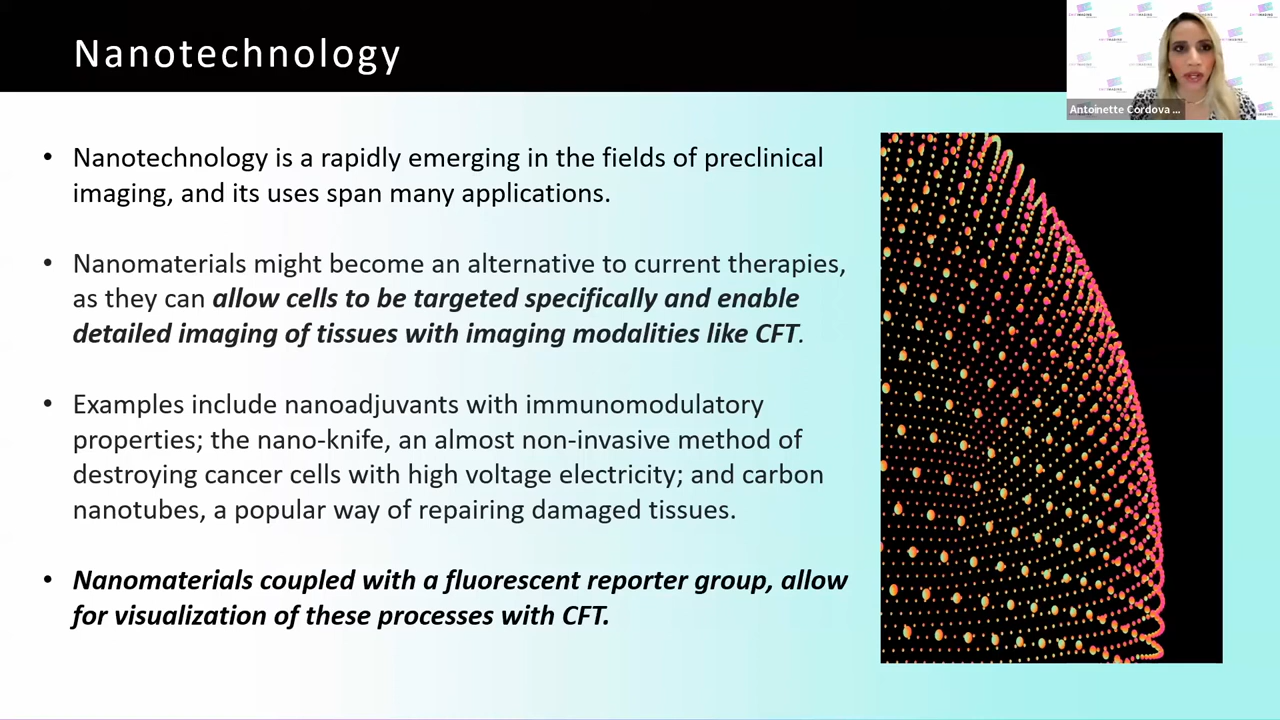 Nanotechnology
Antoinette Cordova ...
• Nanotechnology is a rapidly emerging in the fields of preclinical
imaging, and its uses span many applications.
• Nanomaterials might become an alternative to current therapies,
as they can allow cells to be targeted specifically and enable
detailed imaging of tissues with imaging modalities like CFT.
• Examples include nanoadjuvants with immunomodulatory
properties; the nano-knife, an almost non-invasive method of
destroying cancer cells with high voltage electricity; and carbon
nanotubes, a popular way of repairing damaged tissues.
• Nanomaterials coupled with a fluorescent reporter group, allow
for visualization of these processes with CFT.